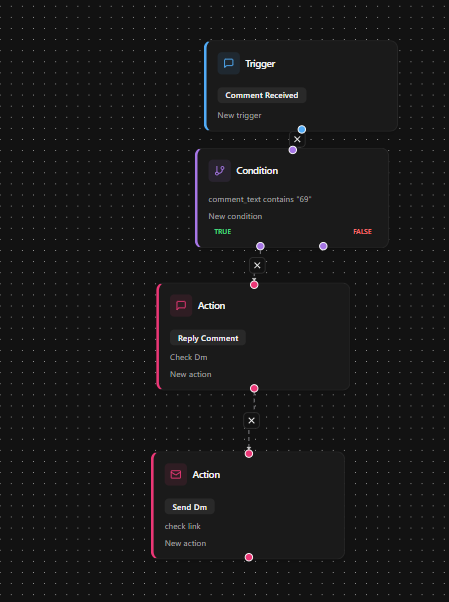 Trigger
Comment Received
New trigger
Condition
comment_text contains "69"
New condition
TRUE FALSE
Action
Reply Comment
Check Dm
New action
Action
Send Dm
check link
New action